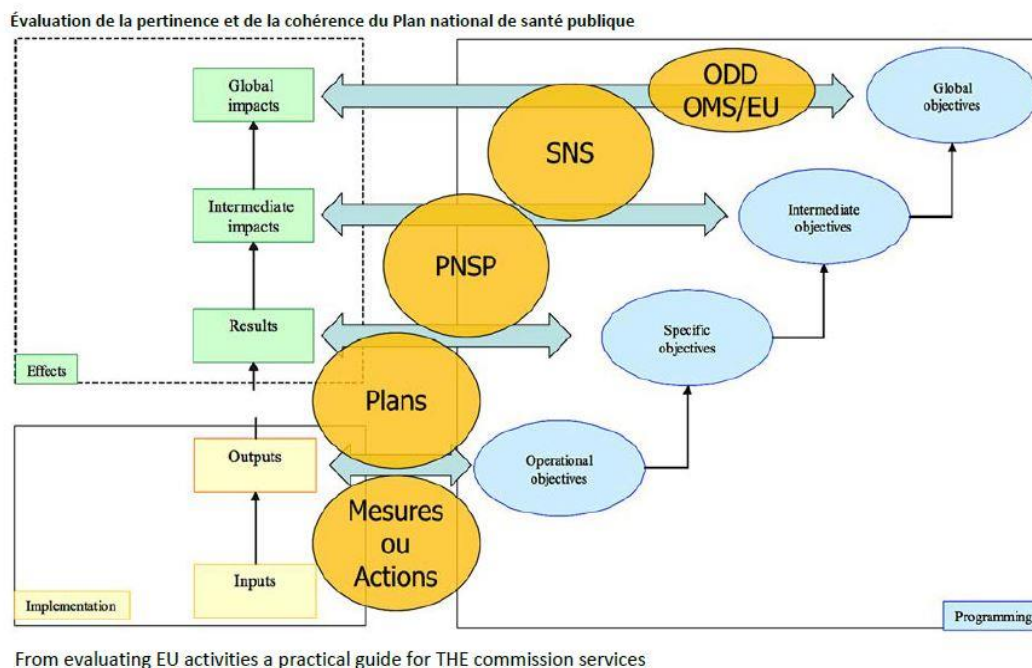 Évaluation de la pertinence et de la cohérence du Plan national de santé publique
Global
impacts
ODD
OMS/EU
Global
objectives
SNS
Intermediate
impacts
Intermediate
objectives
PNSP
Results
Specific
objectives
Effects
Plans
Outputs
Operational
objectives
Mesures
ou
Actions
Inputs
Implementation
Programming
From evaluating EU activities a practical guide for THE commission services